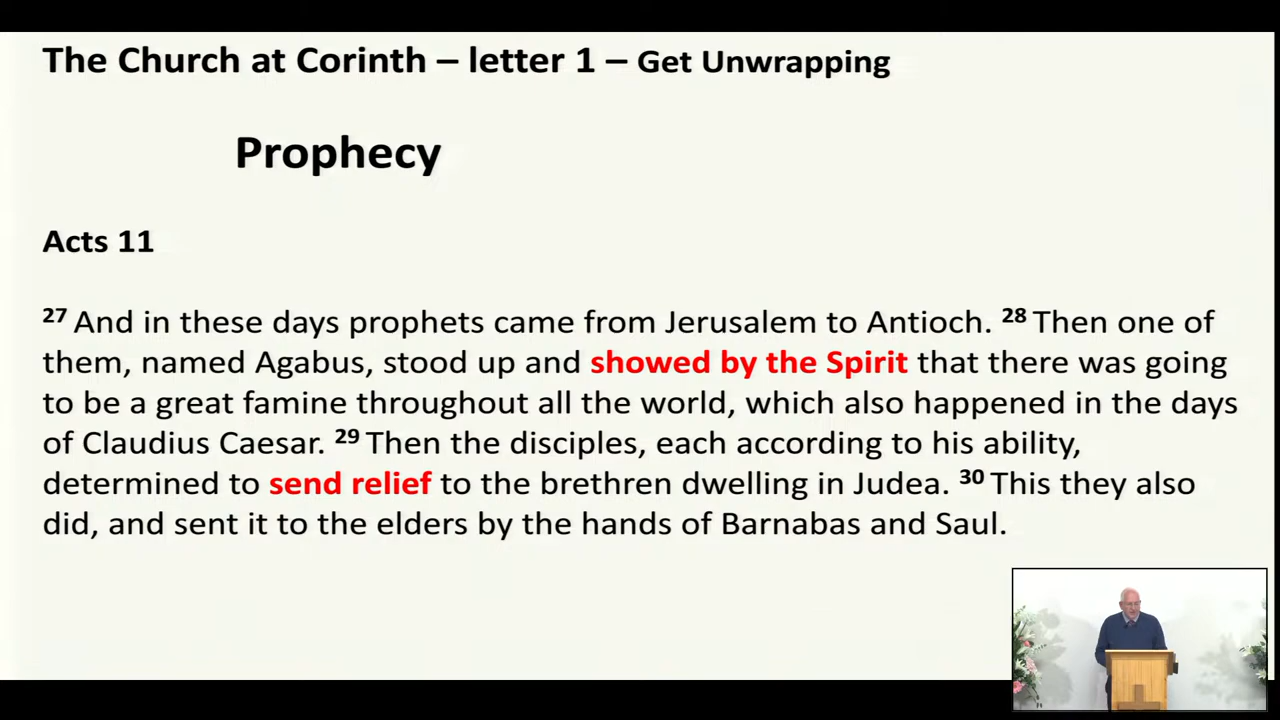 The Church at Corinth – letter 1 – Get Unwrapping
Prophecy
Acts 11
27 And in these days prophets came from Jerusalem to Antioch. 28 Then one of
them, named Agabus, stood up and showed by the Spirit that there was going
to be a great famine throughout all the world, which also happened in the days
of Claudius Caesar. 29 Then the disciples, each according to his ability,
determined to send relief to the brethren dwelling in Judea. 30 This they also
did, and sent it to the elders by the hands of Barnabas and Saul.